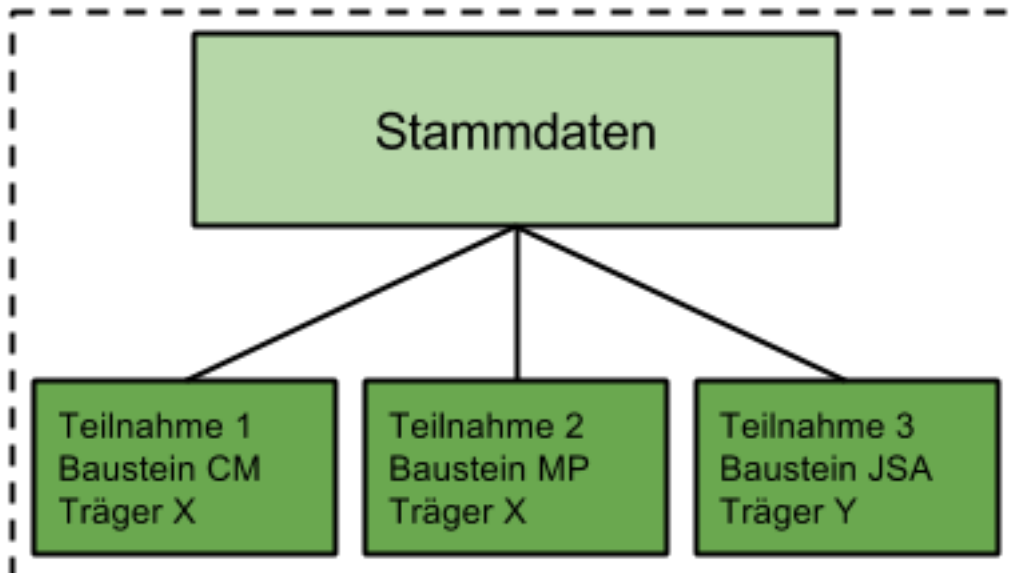 Stammdaten
Teilnahme 1
Baustein CM
Träger X
Teilnahme 2
Baustein MP
Träger X
Teilnahme 3
Baustein JSA
Träger Y